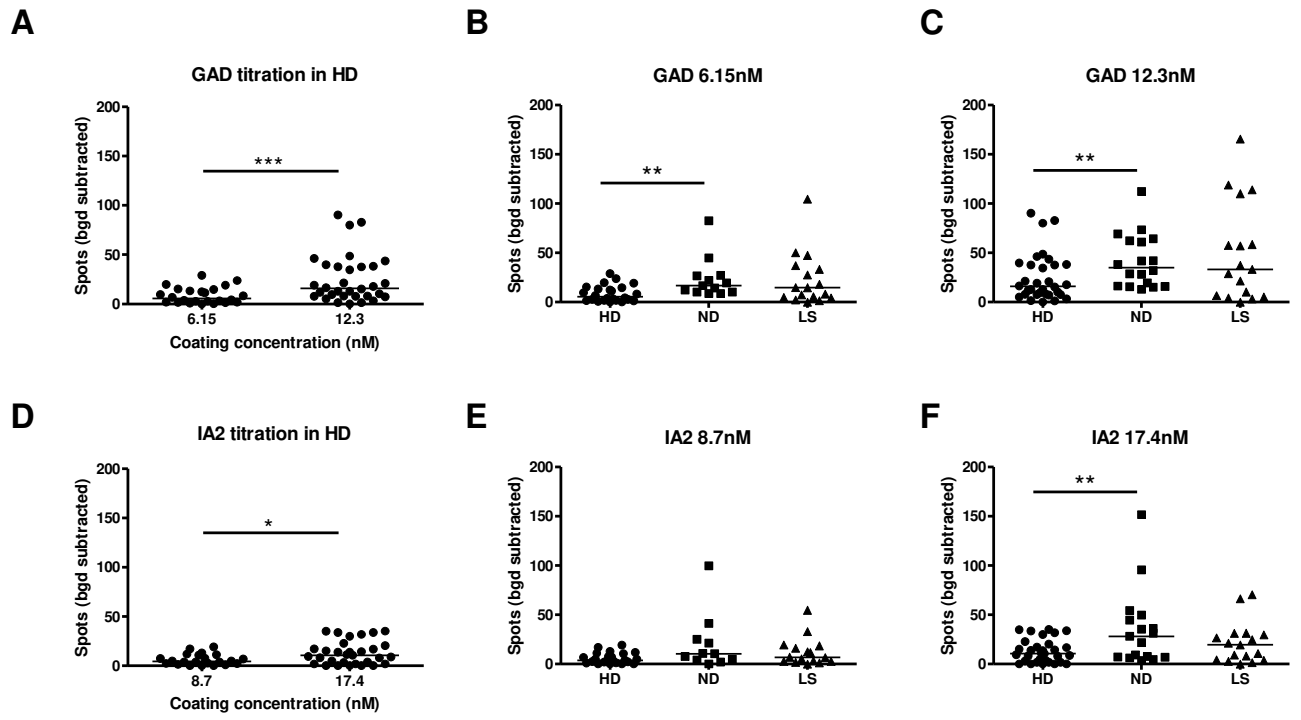 A
GAD titration in HD
Spots (bgd subtracted)
200
150
100
50
0
***
6.15 12.3
Coating concentration (nM)
B
GAD 6.15nM
Spots (bgd subtracted)
200
150
100
50
0
**
HD ND LS
C
GAD 12.3nM
Spots (bgd subtracted)
200
150
100
50
0
**
HD ND LS
D
IA2 titration in HD
Spots (bgd subtracted)
200
150
100
50
0
*
8.7 17.4
Coating concentration (nM)
E
IA2 8.7nM
Spots (bgd subtracted)
200
150
100
50
0
HD ND LS
F
IA2 17.4nM
Spots (bgd subtracted)
200
150
100
50
0
**
HD ND LS